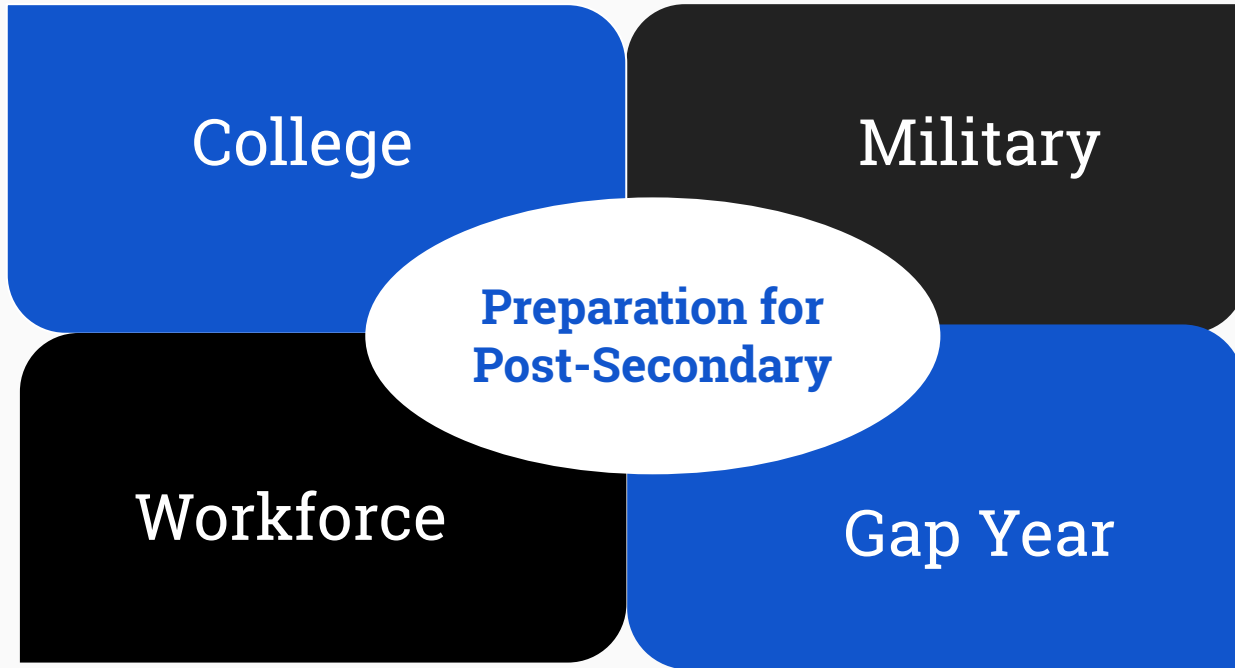 College
Military
Preparation for
Post-Secondary
Workforce
Gap Year